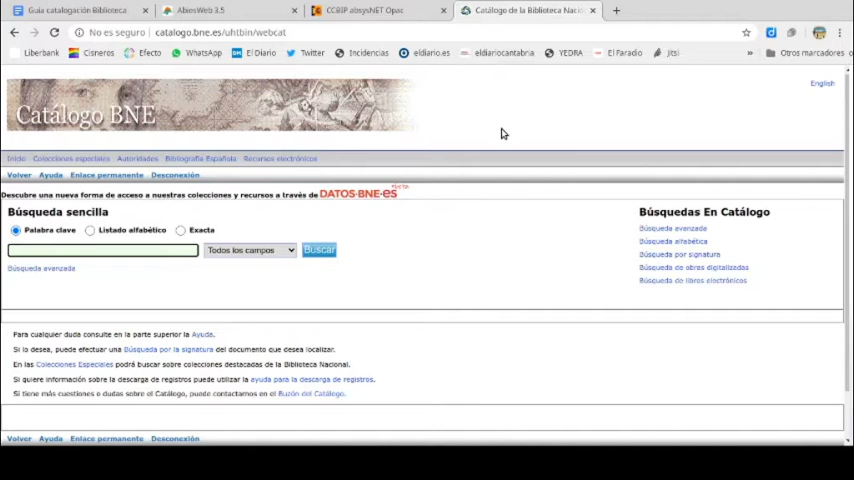 Guía catalogación Biblioteca
AbiesWeb 3.5
CCBIP absysNET Opac
Catálogo de la Biblioteca Nacio
No es seguro
catalogo.bne.es/uhtbin/webcat
Liberbank
Cisneros
Efecto
WhatsApp
El Diario
Twitter
Incidencias
eldiario.es
eldiariocantabria
YEDRA
El Faradio
Jitsi
»
Otros marcadores
English
Catálogo BNE
Inicio Colecciones especiales Autoridades Bibliografía Española Recursos electrónicos
Volver Ayuda Enlace permanente Desconexión
Descubre una nueva forma de acceso a nuestras colecciones y recursos a través de DATOS·BNE·es
Búsqueda sencilla
Palabra clave Listado alfabético Exacta
Todos los campos Buscar
Búsqueda avanzada
Búsquedas En Catálogo
Búsqueda avanzada
Búsqueda alfabética
Búsqueda por signatura
Búsqueda de obras digitalizadas
Búsqueda de libros electrónicos
Para cualquier duda consulte en la parte superior la Ayuda.
Si lo desea, puede efectuar una Búsqueda por la signatura del documento que desea localizar.
En las Colecciones Especiales podrá buscar sobre colecciones destacadas de la Biblioteca Nacional.
Si quiere información sobre la descarga de registros puede utilizar la ayuda para la descarga de registros.
Si tiene más cuestiones o dudas sobre el Catálogo, puede contactarnos en el Buzón del Catálogo.
Volver Ayuda Enlace permanente Desconexión